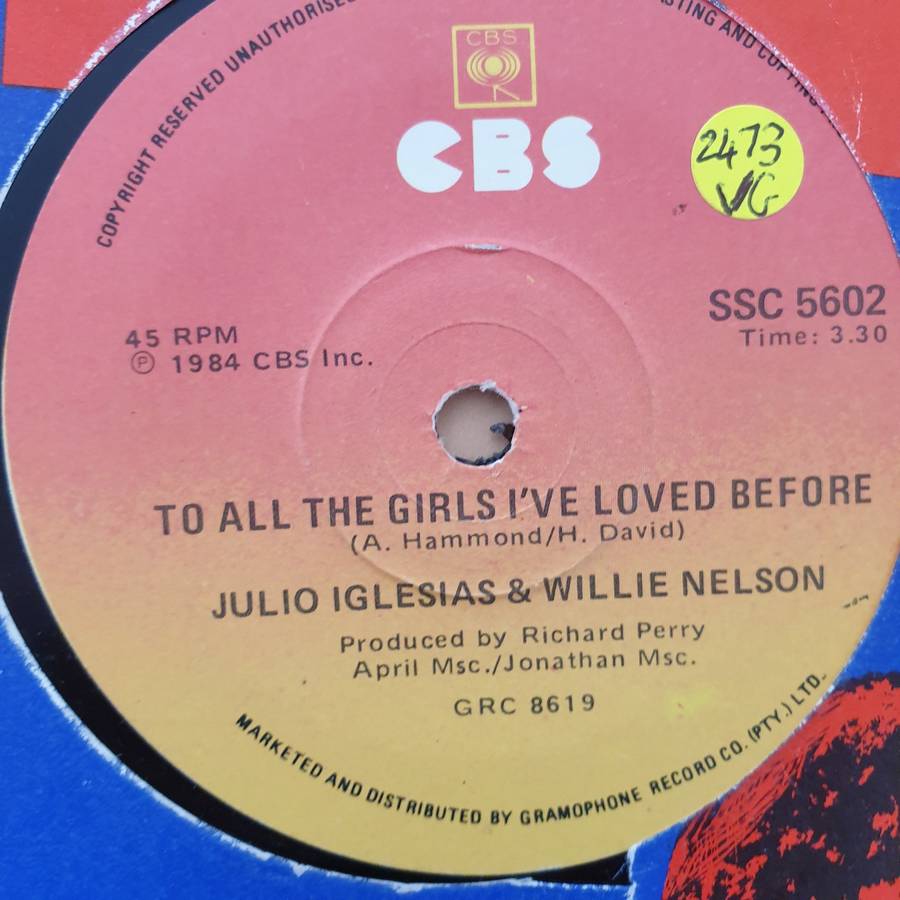 COPYRIGHT RESERVED UNAUTHORISED
CASTING AND COPYING
CBS
CBS
2473
VG
SSC 5602
Time: 3.30
45 RPM
Ⓟ 1984 CBS Inc.
TO ALL THE GIRLS I'VE LOVED BEFORE
(A. Hammond/H. David)
JULIO IGLESIAS & WILLIE NELSON
Produced by Richard Perry
April Msc./Jonathan Msc.
GRC 8619
MARKETED AND DISTRIBUTED BY GRAMOPHONE RECORD CO. (PTY.) LTD.